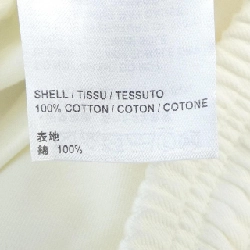 SHELL / TISSU / TESSUTO
100% COTTON / COTON / COTONE
表地
綿 100%